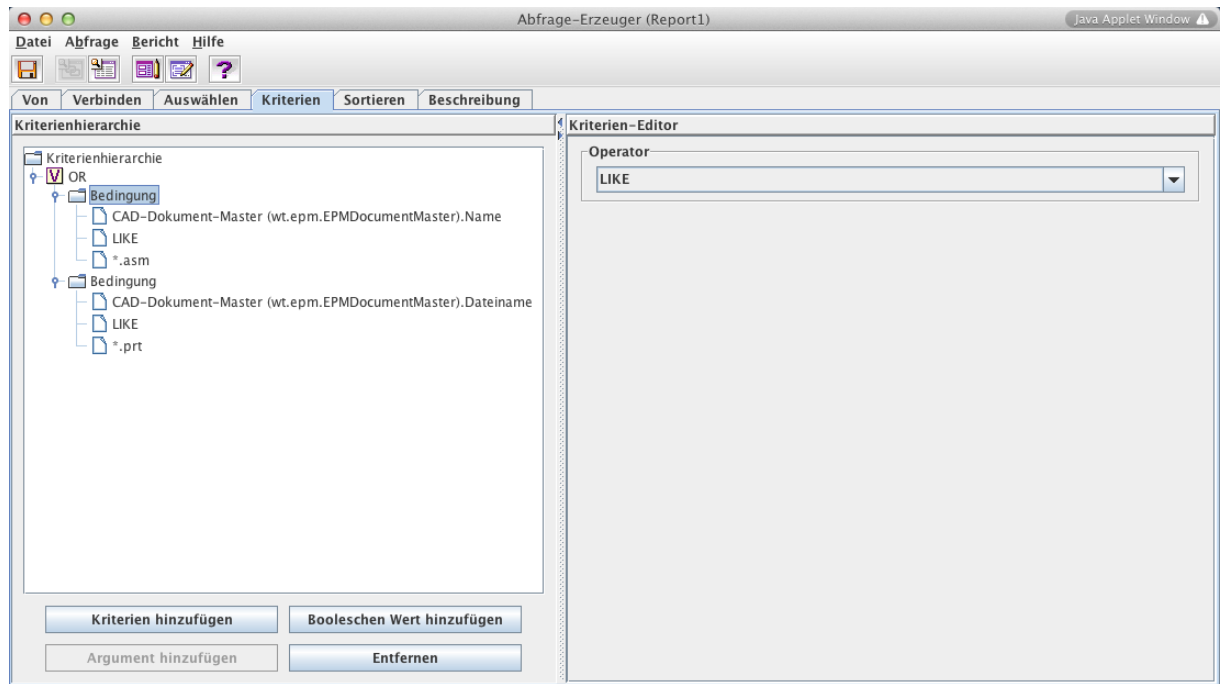 Abfrage-Erzeuger (Report1)
Java Applet Window
Datei Abfrage Bericht Hilfe
Von Verbinden Auswählen Kriterien Sortieren Beschreibung
Kriterienhierarchie
Kriterienhierarchie
OR
Bedingung
CAD-Dokument-Master (wt.epm.EPMDocumentMaster).Name
LIKE
*.asm
Bedingung
CAD-Dokument-Master (wt.epm.EPMDocumentMaster).Dateiname
LIKE
*.prt
Kriterien hinzufügen
Booleschen Wert hinzufügen
Argument hinzufügen
Entfernen
Kriterien-Editor
Operator
LIKE